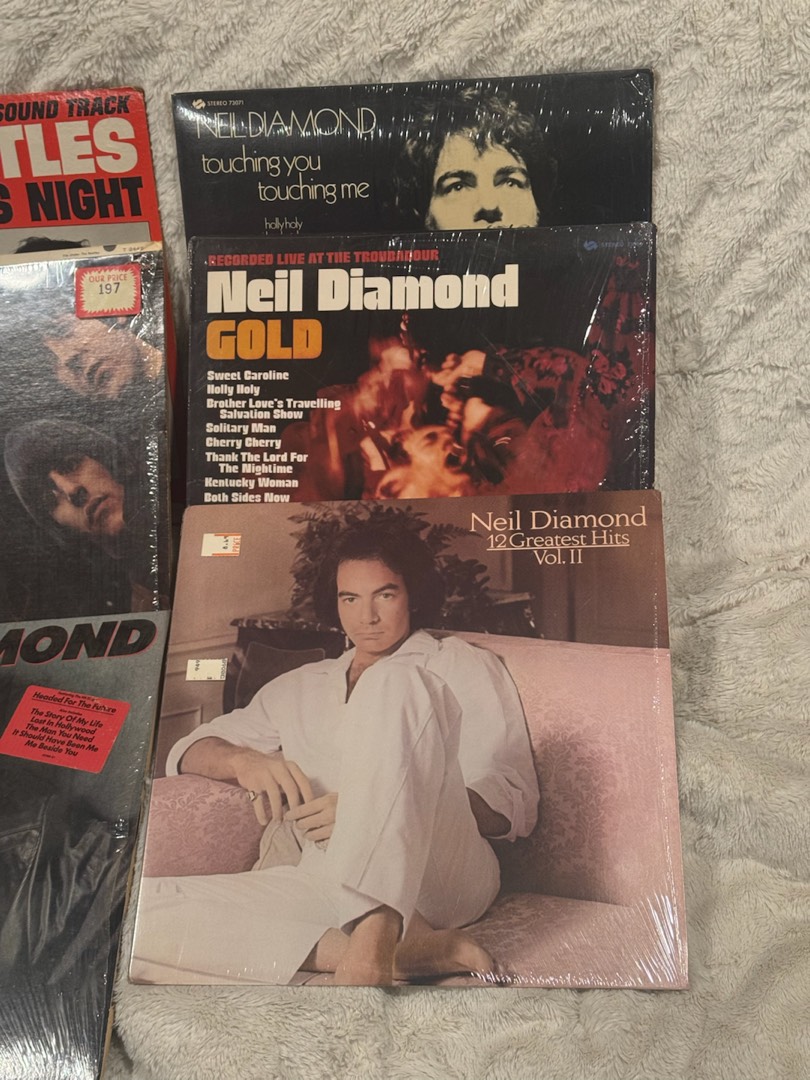 SOUND TRACK
TLES
S NIGHT
OUR PRICE
197
MOND
Headed For The Future
The Story Of My Life
Lost In Hollywood
The Man You Need
It Should Have Been Me
Me Beside You
STEREO 73071
NEIL DIAMOND
touching you
touching me
holly holy
RECORDED LIVE AT THE TROUBADOUR
Neil Diamond
GOLD
Sweet Caroline
Holly Holy
Brother Love's Travelling
Salvation Show
Solitary Man
Cherry Cherry
Thank The Lord For
The Nightime
Kentucky Woman
Both Sides Now
Neil Diamond
12 Greatest Hits
Vol. II